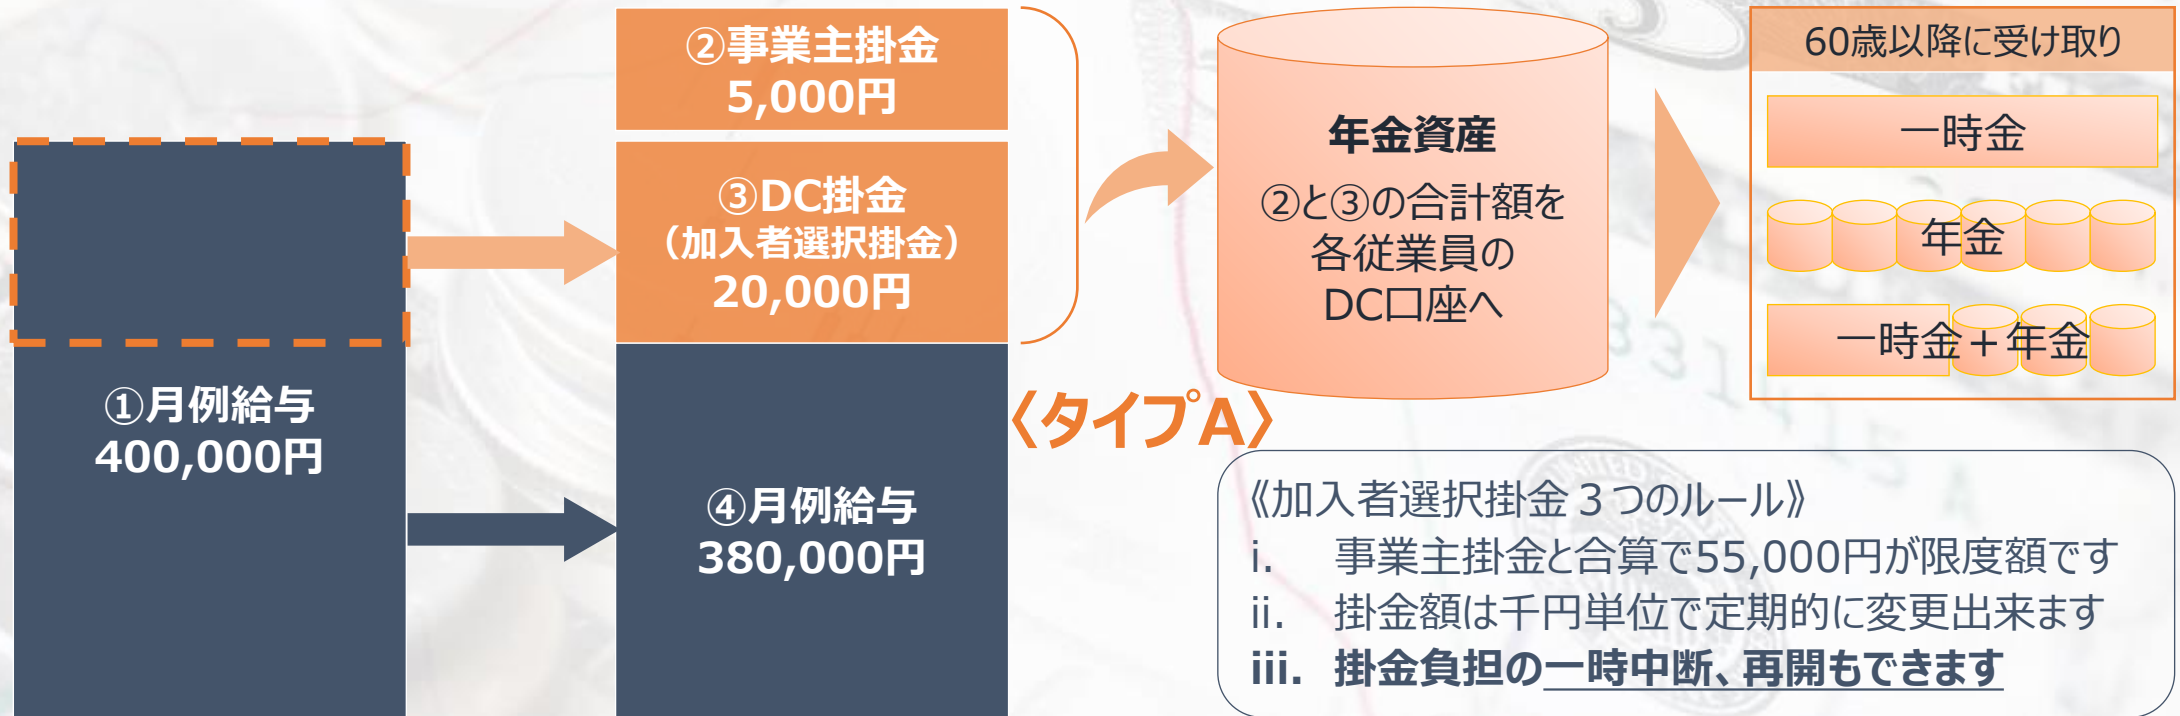 ①月例給与
400,000円
②事業主掛金
5,000円
③DC掛金
（加入者選択掛金）
20,000円
④月例給与
380,000円
〈タイプA〉
年金資産
②と③の合計額を
各従業員の
DC口座へ
60歳以降に受け取り
一時金
年金
一時金＋年金
《加入者選択掛金３つのルール》
i. 事業主掛金と合算で55,000円が限度額です
ii. 掛金額は千円単位で定期的に変更出来ます
iii. 掛金負担の一時中断、再開もできます